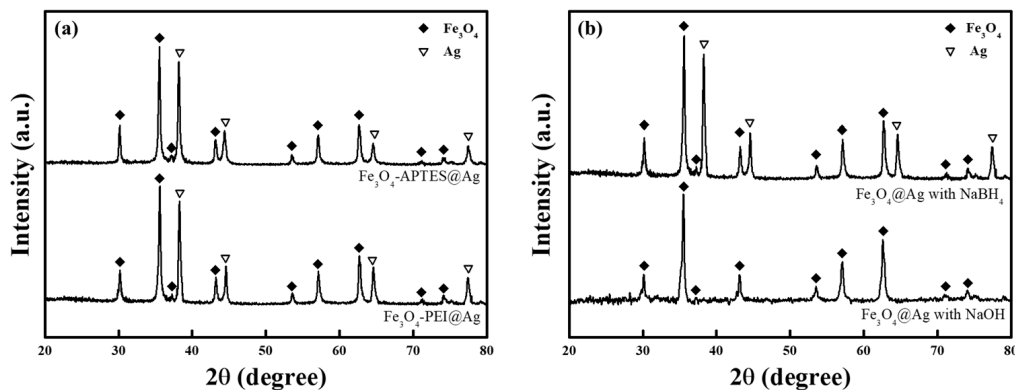 (a)
◆ Fe₃O₄
▽ Ag
Fe₃O₄-APTES@Ag
Fe₃O₄-PEI@Ag
Intensity (a.u.)
20 30 40 50 60 70 80
2θ (degree)
(b)
◆ Fe₃O₄
▽ Ag
Fe₃O₄@Ag with NaBH₄
Fe₃O₄@Ag with NaOH
Intensity (a.u.)
20 30 40 50 60 70 80
2θ (degree)